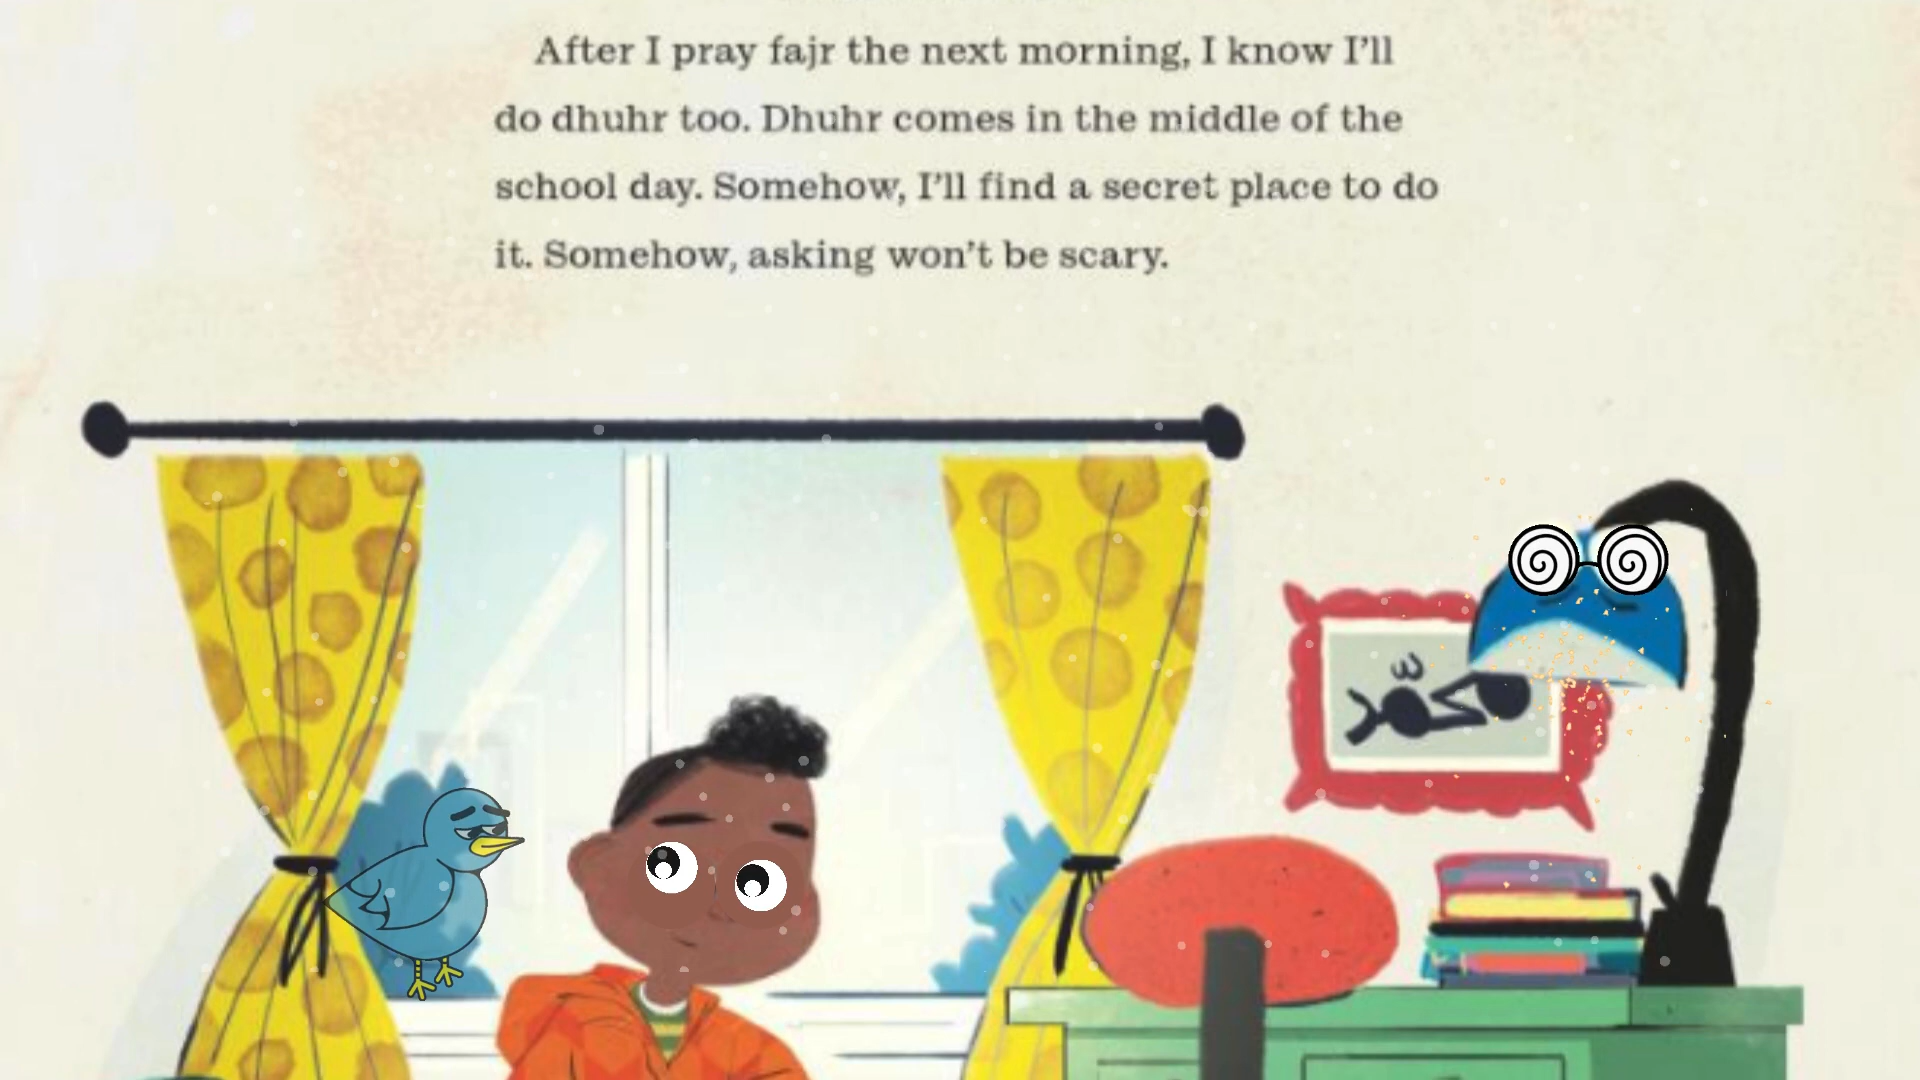 After I pray fajr the next morning, I know I'll
do dhuhr too. Dhuhr comes in the middle of the
school day. Somehow, I'll find a secret place to do
it. Somehow, asking won't be scary.